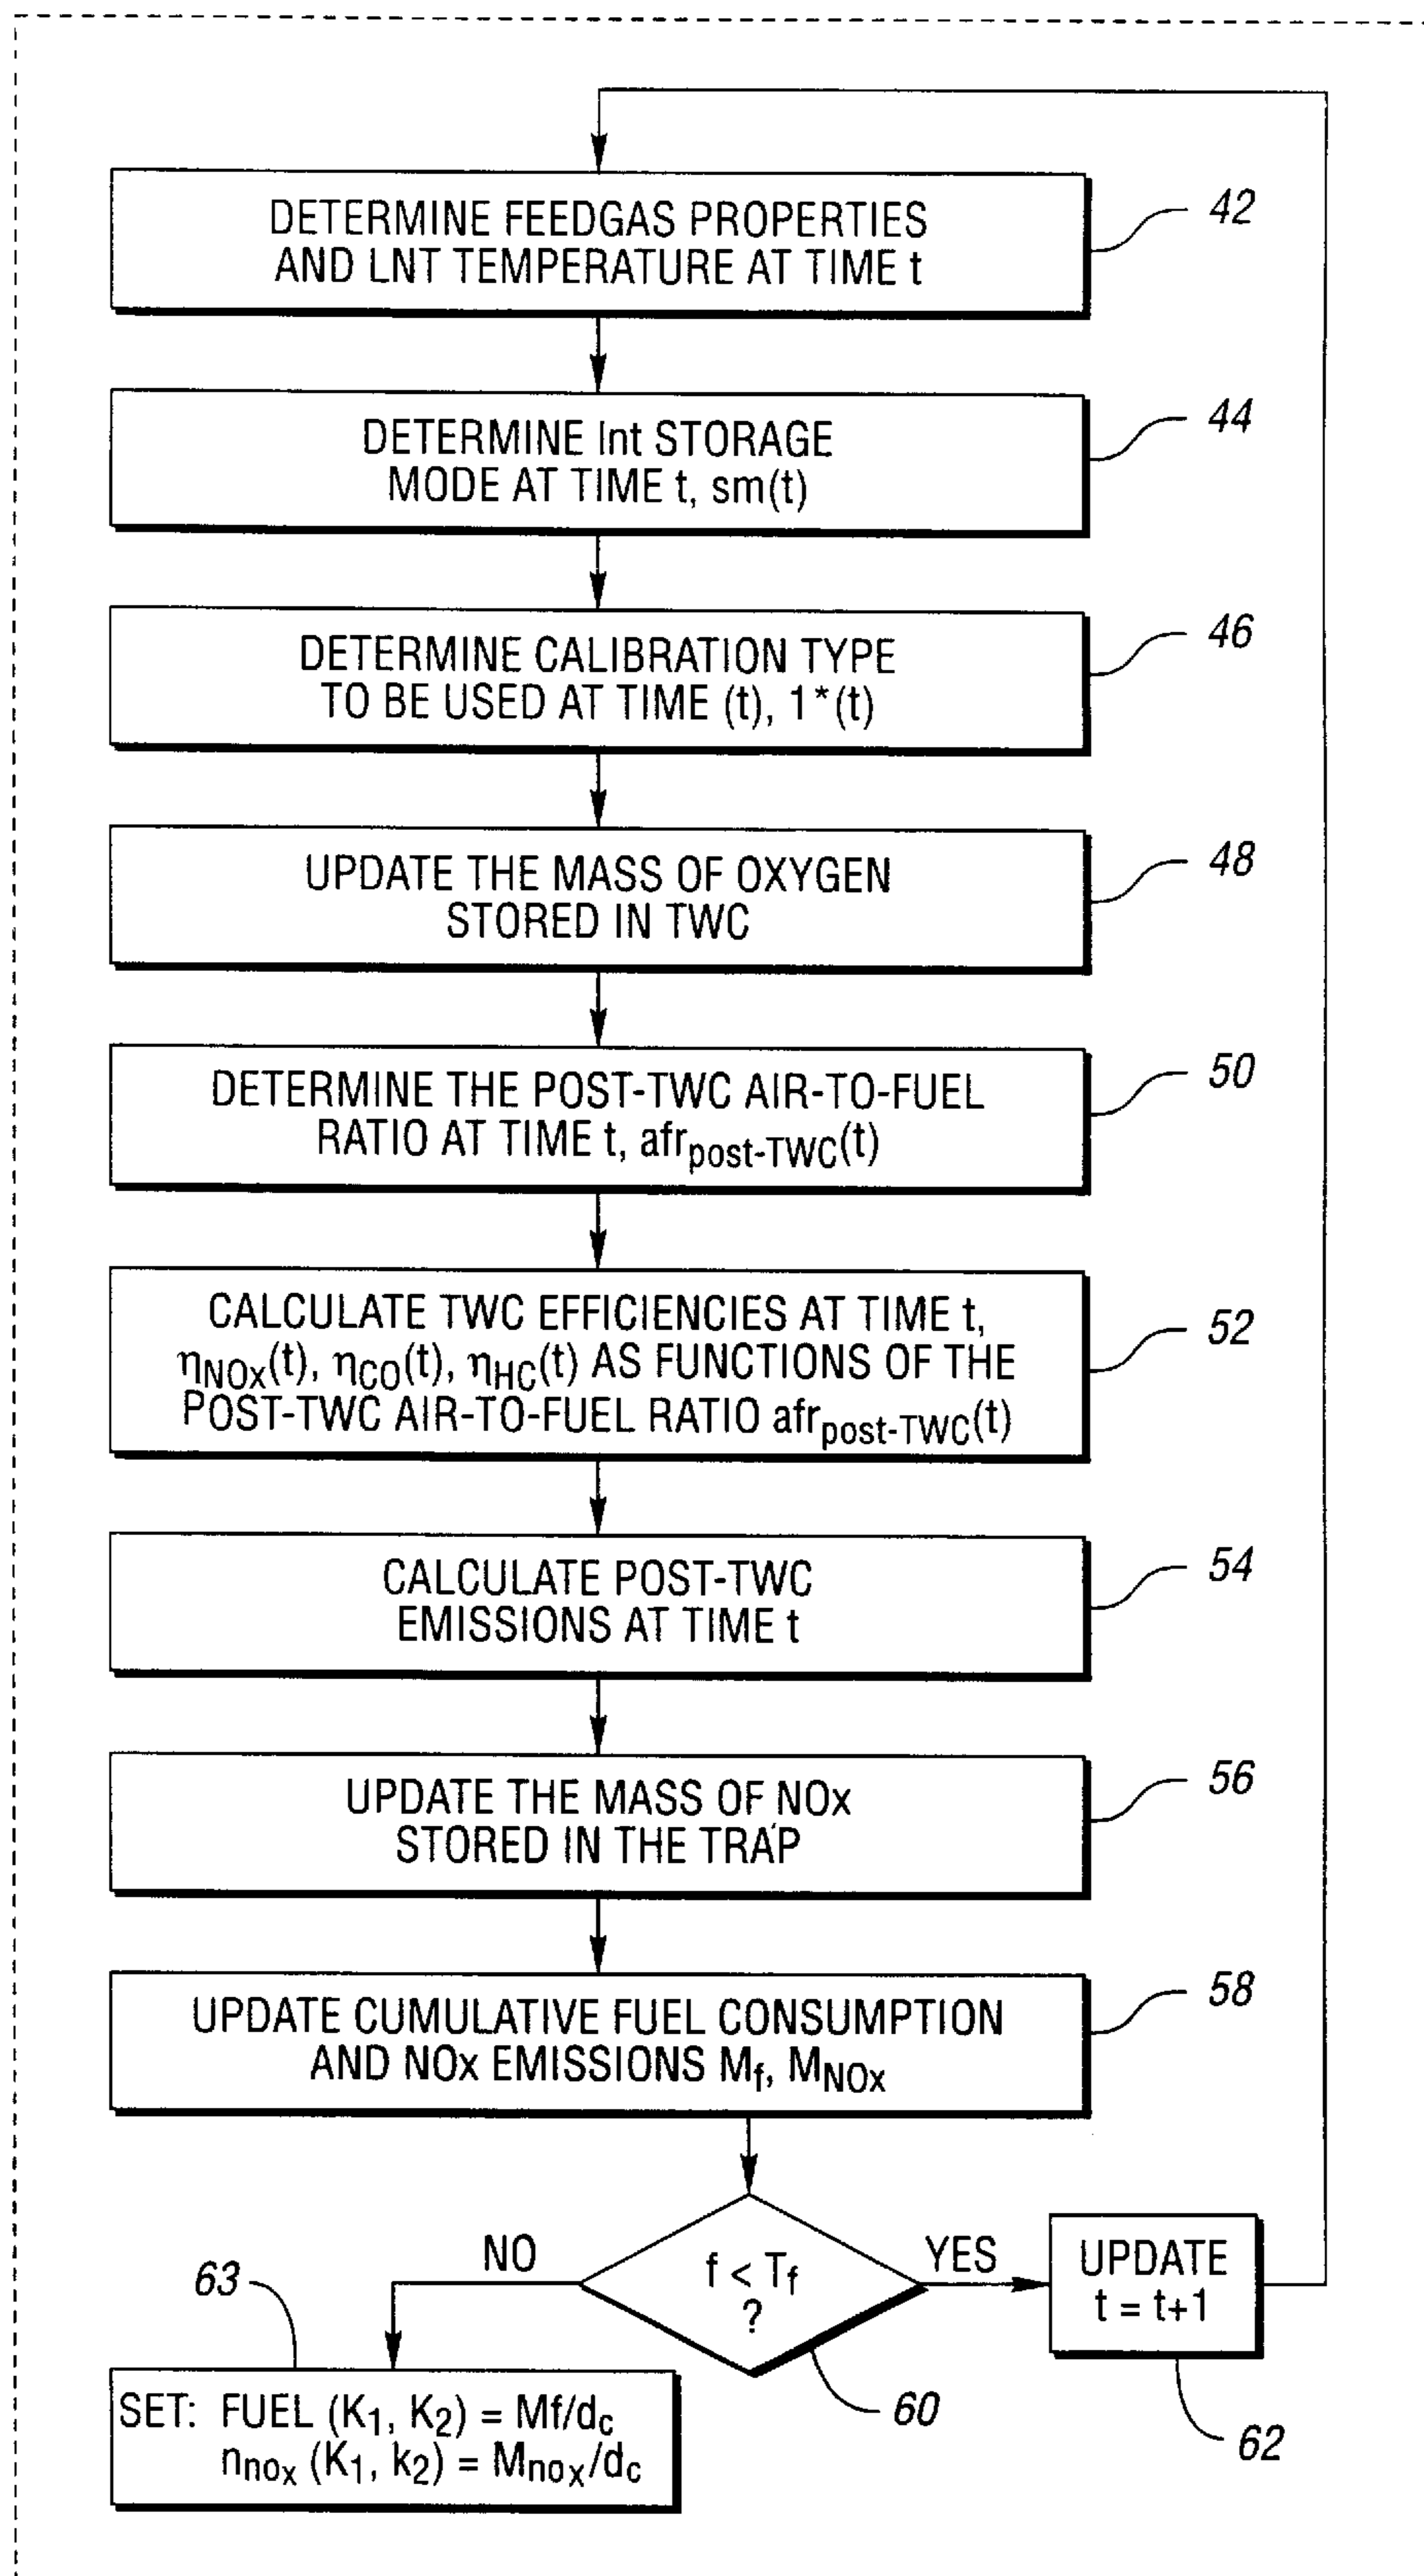 DETERMINE FEEDGAS PROPERTIES
AND LNT TEMPERATURE AT TIME t
42
DETERMINE lnt STORAGE
MODE AT TIME t, sm(t)
44
DETERMINE CALIBRATION TYPE
TO BE USED AT TIME (t), 1*(t)
46
UPDATE THE MASS OF OXYGEN
STORED IN TWC
48
DETERMINE THE POST-TWC AIR-TO-FUEL
RATIO AT TIME t, afrpost-TWC(t)
50
CALCULATE TWC EFFICIENCIES AT TIME t,
ηNOx(t), ηCO(t), ηHC(t) AS FUNCTIONS OF THE
POST-TWC AIR-TO-FUEL RATIO afrpost-TWC(t)
52
CALCULATE POST-TWC
EMISSIONS AT TIME t
54
UPDATE THE MASS OF NOx
STORED IN THE TRAP
56
UPDATE CUMULATIVE FUEL CONSUMPTION
AND NOx EMISSIONS Mf, MNOx
58
f < Tf
?
60
YES
NO
UPDATE
t = t+1
62
63
SET: FUEL (K1, K2) = Mf/dc
nnox (K1, k2) = Mnox/dc